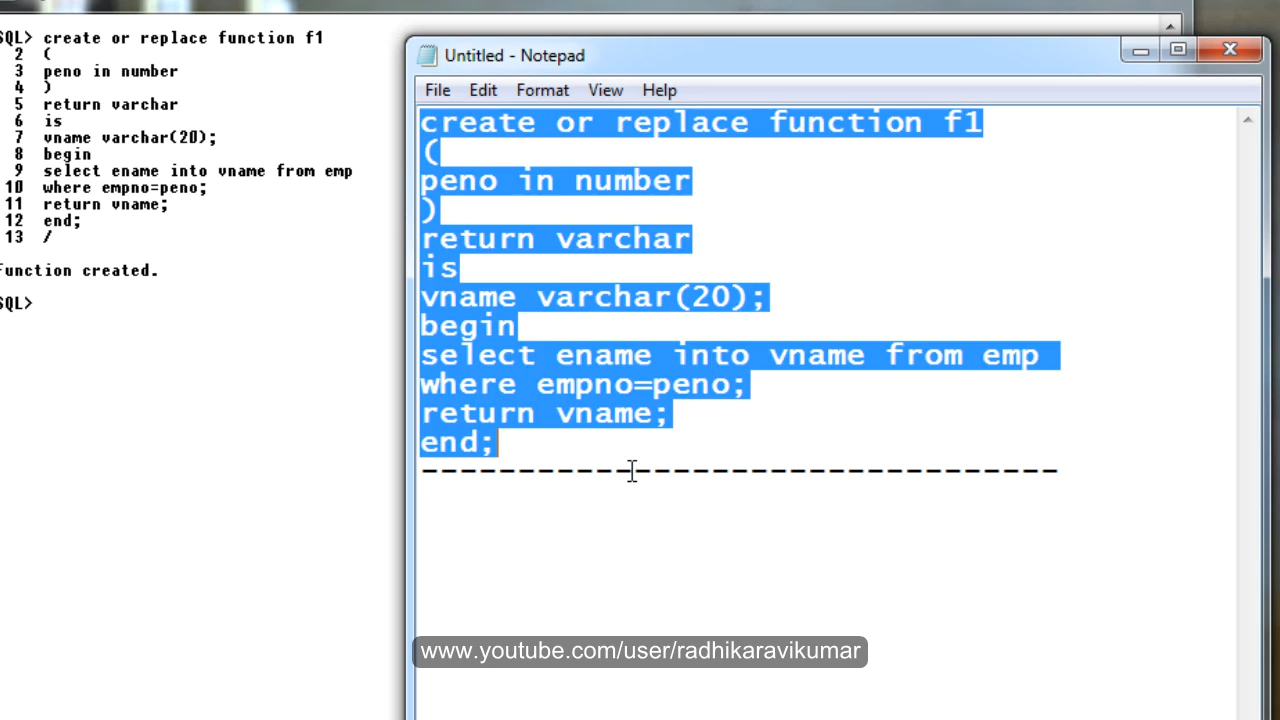 SQL> create or replace function f1
2 (
3 peno in number
4 )
5 return varchar
6 is
7 vname varchar(20);
8 begin
9 select ename into vname from emp
10 where empno=peno;
11 return vname;
12 end;
13 /
Function created.
SQL>
Untitled - Notepad
File Edit Format View Help
create or replace function f1
(
peno in number
)
return varchar
is
vname varchar(20);
begin
select ename into vname from emp
where empno=peno;
return vname;
end;
---------------------------------
www.youtube.com/user/radhikaravikumar